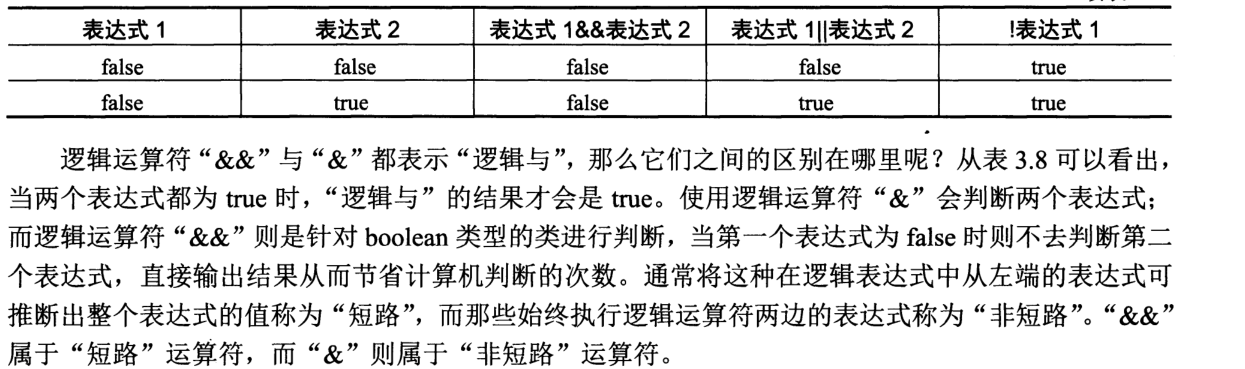 表达式 1 表达式 2 表达式 1&&表达式 2 表达式 1||表达式 2 !表达式 1
false false false false true
false true false true true
逻辑运算符“&&”与“&”都表示“逻辑与”，那么它们之间的区别在哪里呢？从表 3.8 可以看出，
当两个表达式都为 true 时，“逻辑与”的结果才会是 true。使用逻辑运算符“&”会判断两个表达式；
而逻辑运算符“&&”则是针对 boolean 类型的类进行判断，当第一个表达式为 false 时则不去判断第二
个表达式，直接输出结果从而节省计算机判断的次数。通常将这种在逻辑表达式中从左端的表达式可
推断出整个表达式的值称为“短路”，而那些始终执行逻辑运算符两边的表达式称为“非短路”。“&&”
属于“短路”运算符，而“&”则属于“非短路”运算符。